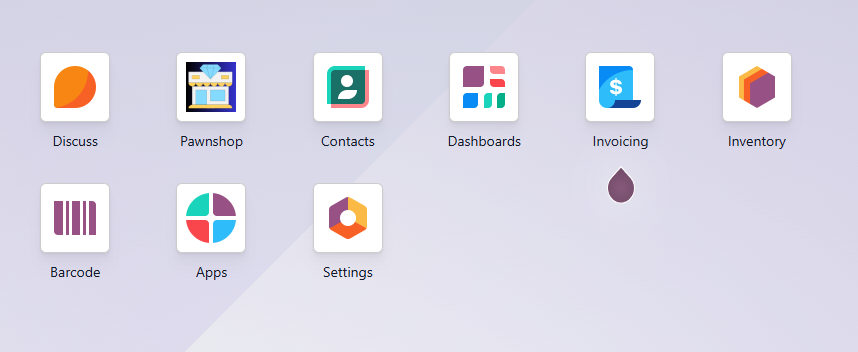 Discuss
Pawnshop
Contacts
Dashboards
$
Invoicing
Inventory
Barcode
Apps
Settings